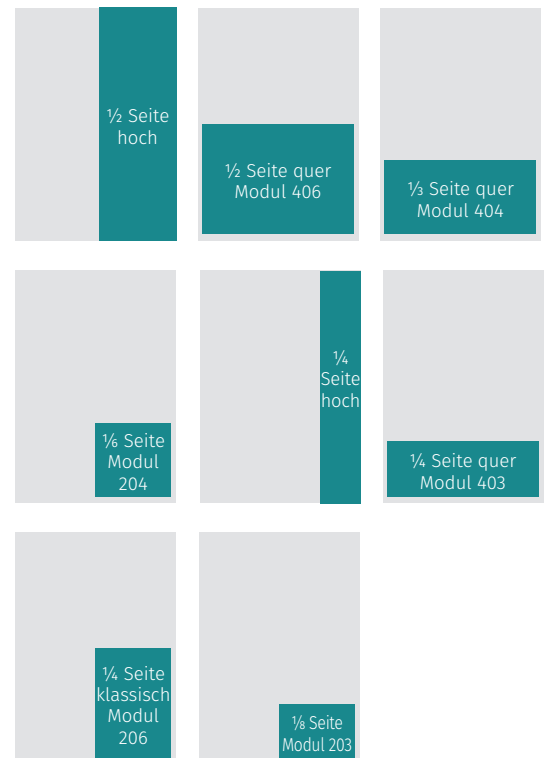 ½ Seite
hoch
½ Seite quer
Modul 406
⅓ Seite quer
Modul 404
⅙ Seite
Modul
204
¼
Seite
hoch
¼ Seite quer
Modul 403
¼ Seite
klassisch
Modul
206
⅛ Seite
Modul 203